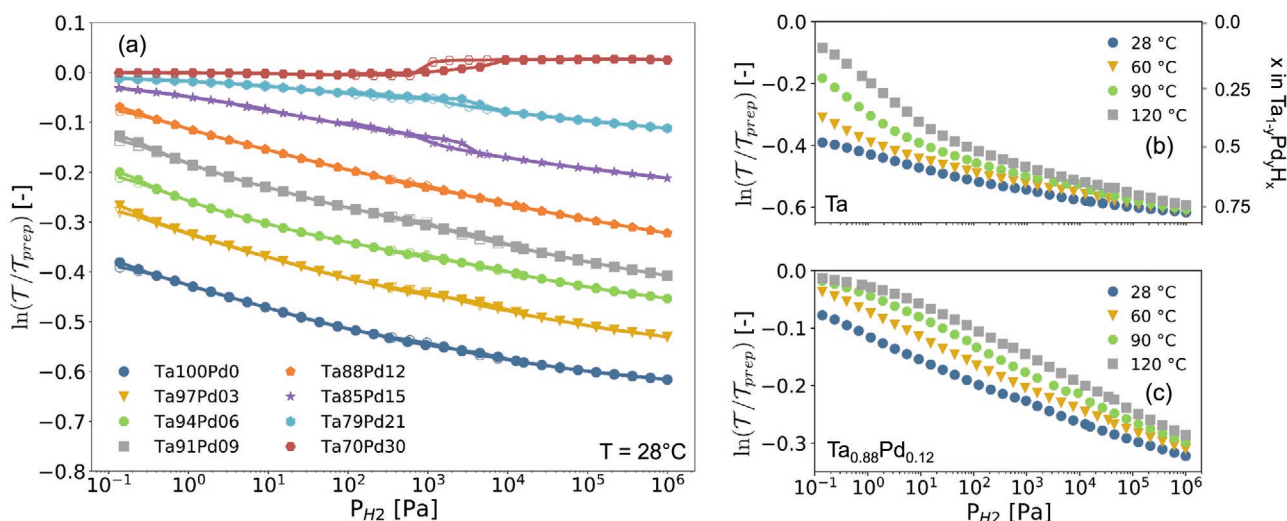 (a)
0.1
0.0
−0.1
−0.2
−0.3
−0.4
−0.5
−0.6
−0.7
−0.8
ln(𝒯/𝒯prep) [-]
Ta100Pd0
Ta97Pd03
Ta94Pd06
Ta91Pd09
Ta88Pd12
Ta85Pd15
Ta79Pd21
Ta70Pd30
T = 28°C
10⁻¹ 10⁰ 10¹ 10² 10³ 10⁴ 10⁵ 10⁶
P_H2 [Pa]
0.0
−0.2
−0.4
−0.6
ln(𝒯/𝒯prep) [-]
28 °C
60 °C
90 °C
120 °C
(b)
Ta
0.0
0.25
0.5
0.75
x in Ta1-yPdyHx
0.0
−0.1
−0.2
−0.3
ln(𝒯/𝒯prep) [-]
28 °C
60 °C
90 °C
120 °C
(c)
Ta0.88Pd0.12
10⁻¹ 10⁰ 10¹ 10² 10³ 10⁴ 10⁵ 10⁶
P_H2 [Pa]